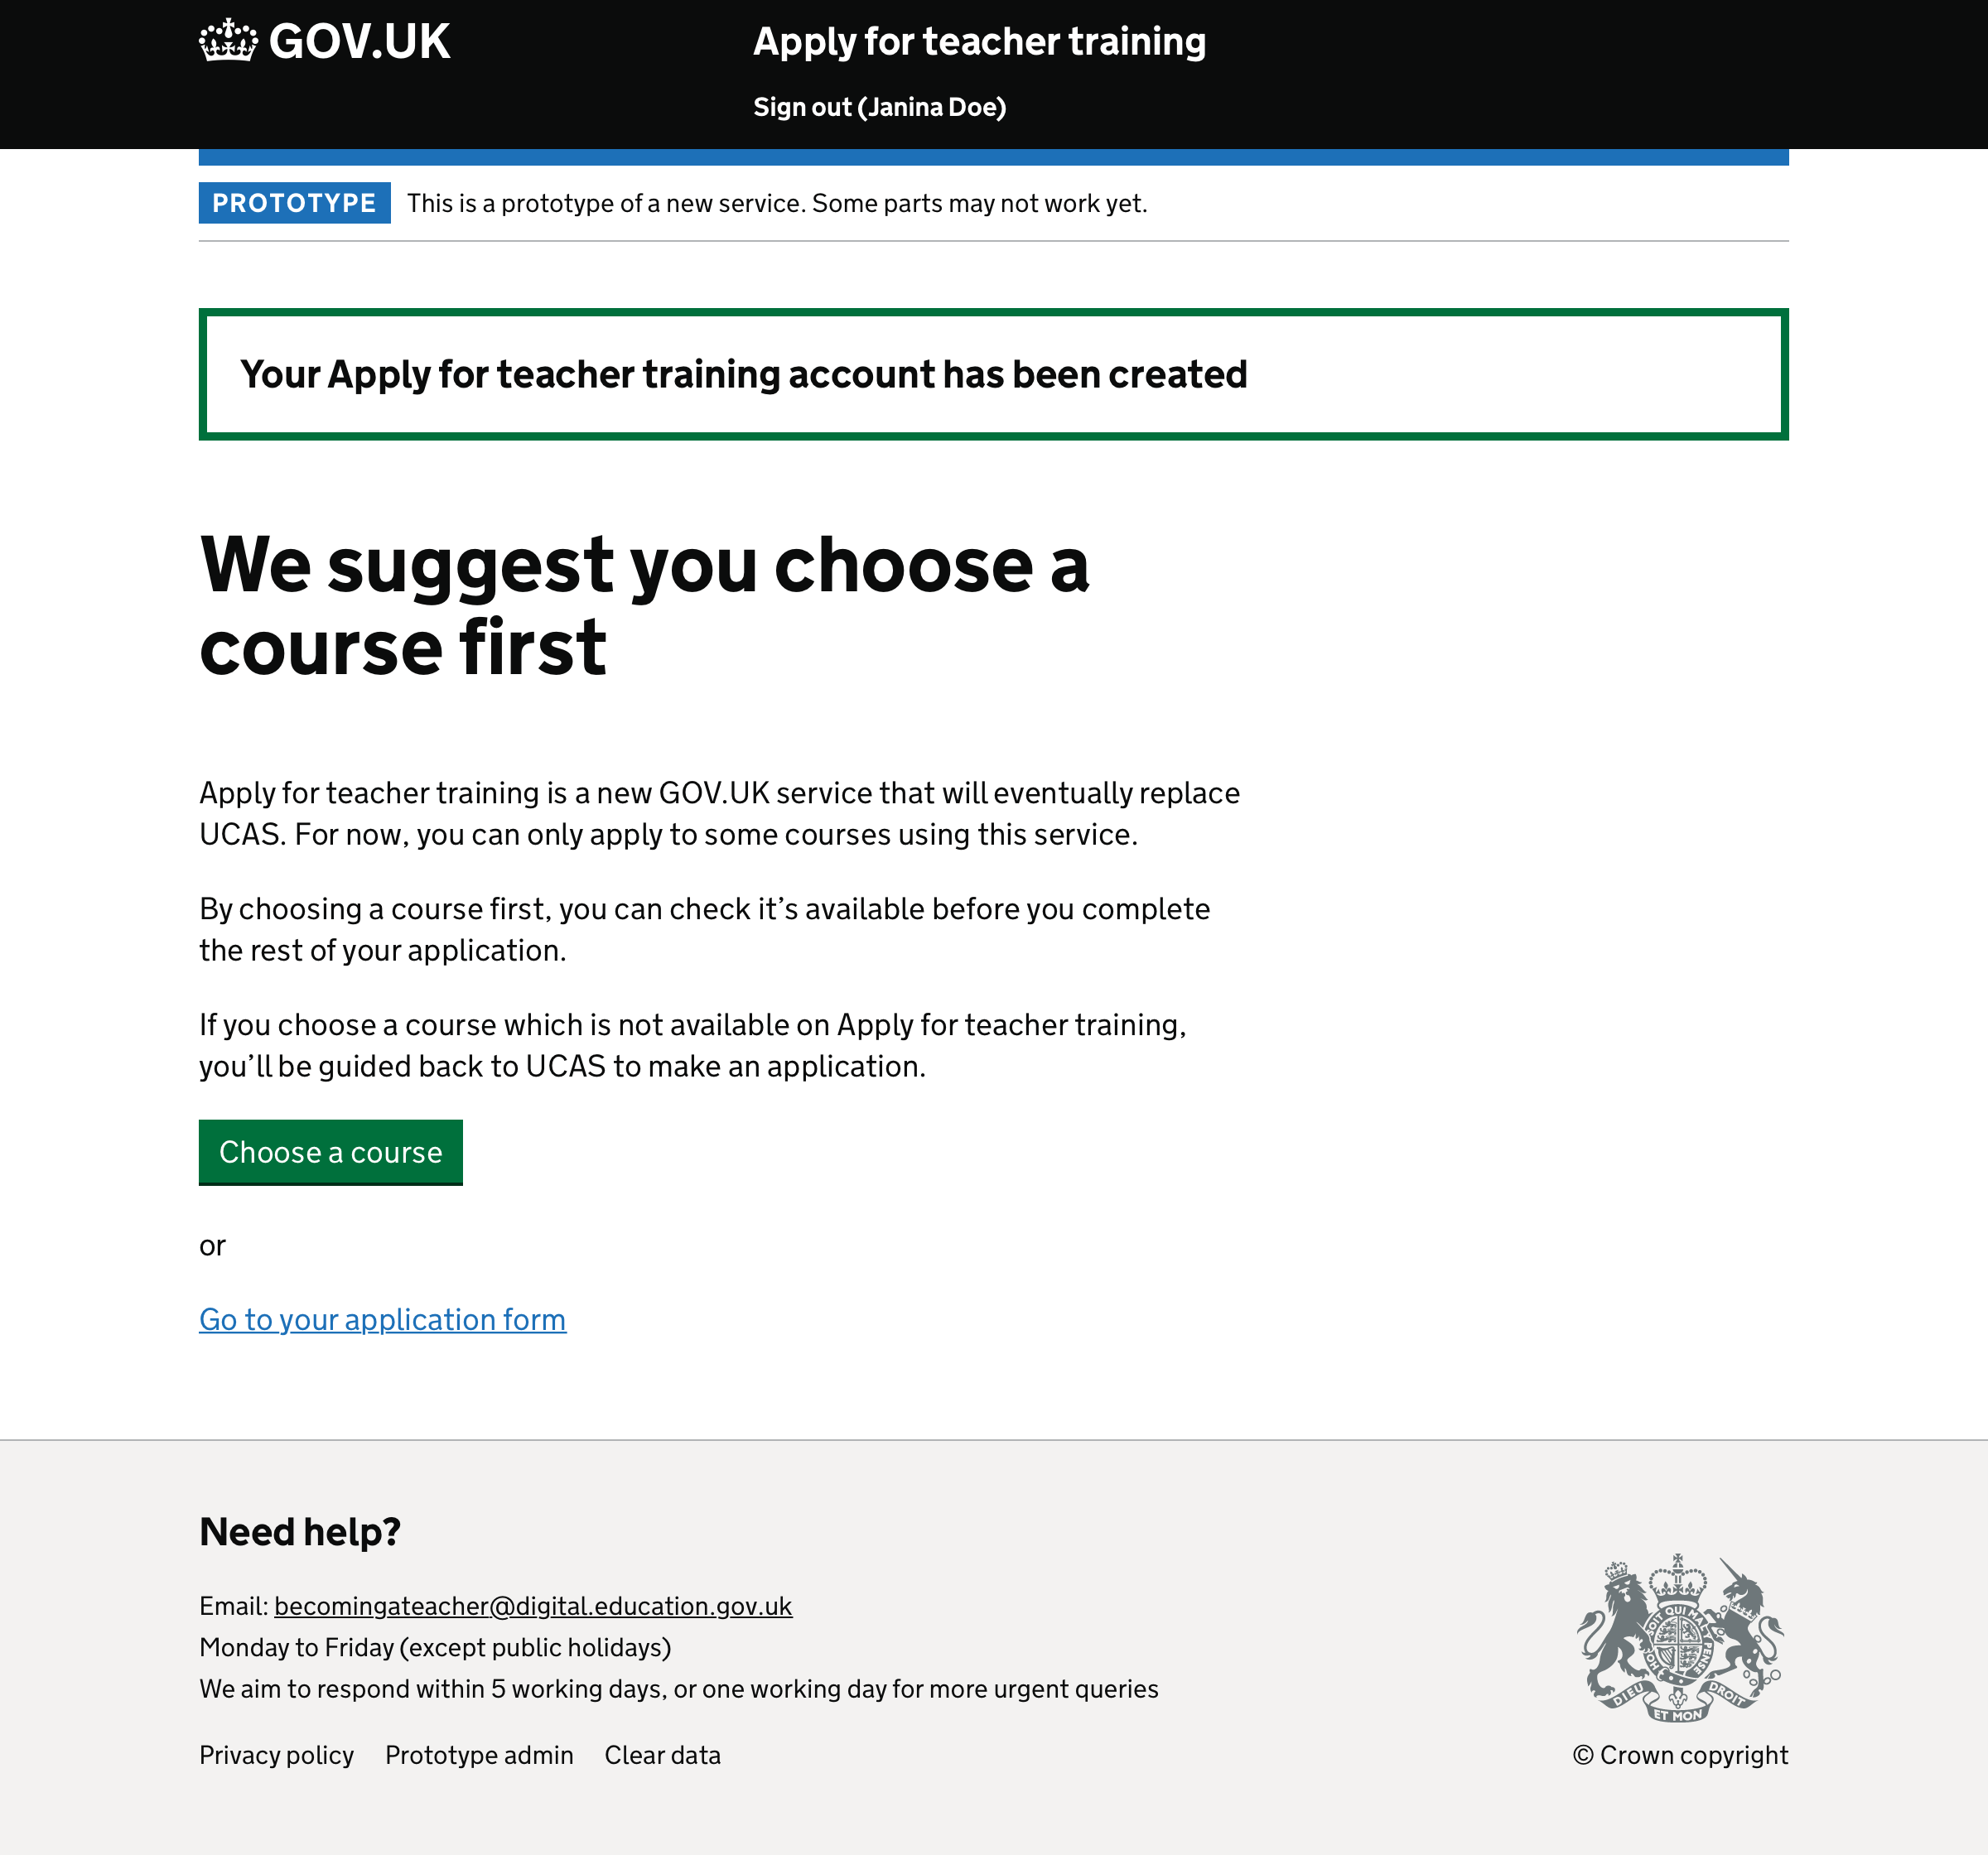 GOV.UK
Apply for teacher training
Sign out (Janina Doe)
PROTOTYPE This is a prototype of a new service. Some parts may not work yet.
Your Apply for teacher training account has been created
We suggest you choose a
course first
Apply for teacher training is a new GOV.UK service that will eventually replace
UCAS. For now, you can only apply to some courses using this service.
By choosing a course first, you can check it’s available before you complete
the rest of your application.
If you choose a course which is not available on Apply for teacher training,
you’ll be guided back to UCAS to make an application.
Choose a course
or
Go to your application form
Need help?
Email: becomingateacher@digital.education.gov.uk
Monday to Friday (except public holidays)
We aim to respond within 5 working days, or one working day for more urgent queries
Privacy policy Prototype admin Clear data
DIEU ET MON DROIT
© Crown copyright